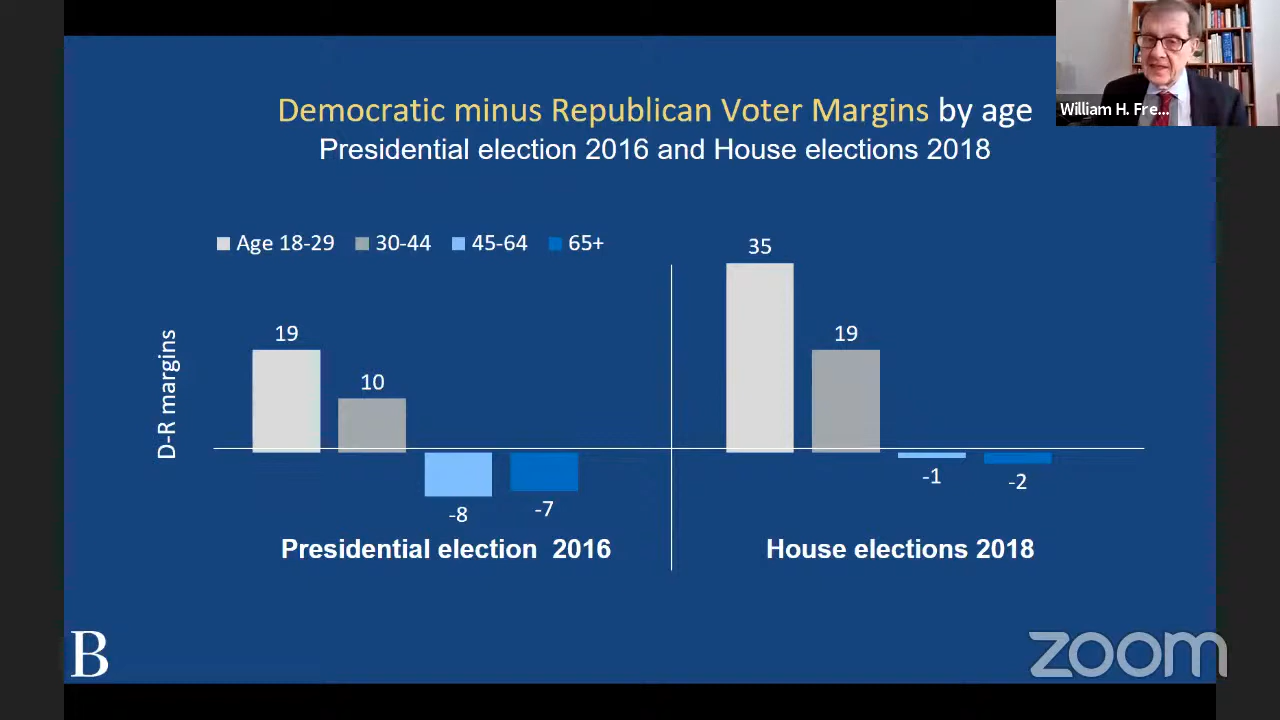 William H. Fre...
Democratic minus Republican Voter Margins by age
Presidential election 2016 and House elections 2018
Age 18-29 30-44 45-64 65+
D-R margins
19
10
-8
-7
35
19
-1
-2
Presidential election  2016
House elections 2018
B
zoom